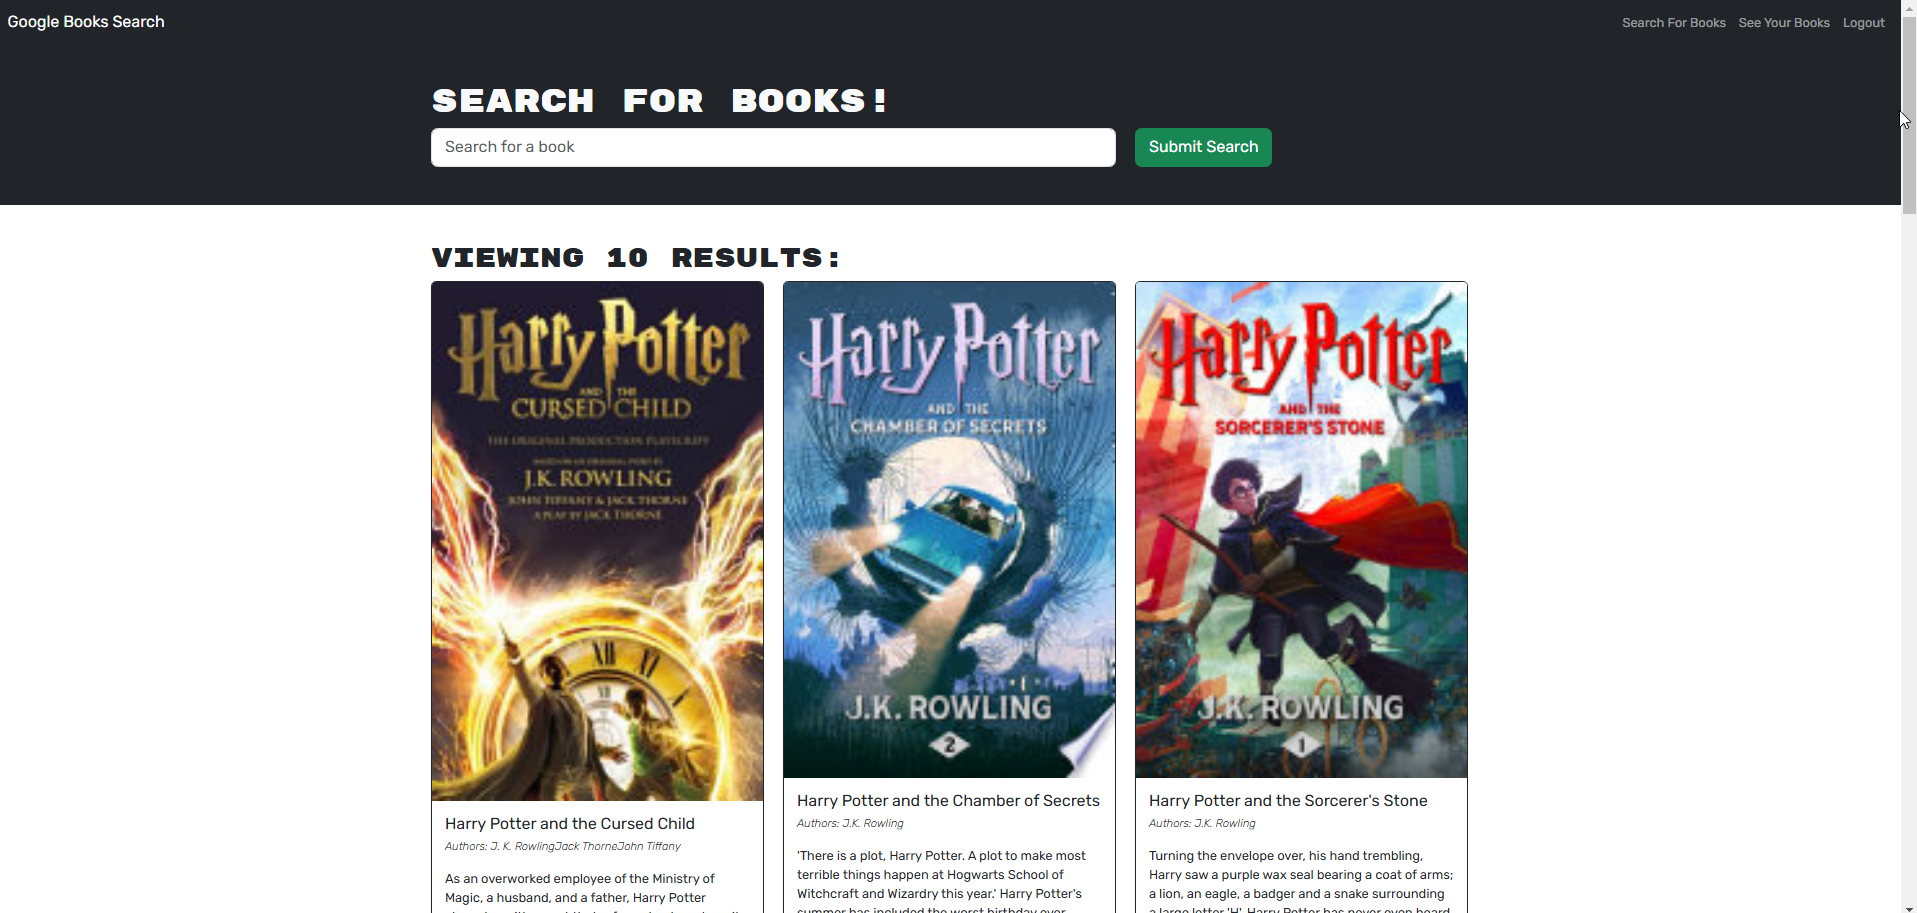 Google Books Search
Search For Books
See Your Books
Logout
SEARCH FOR BOOKS!
Search for a book
Submit Search
VIEWING 10 RESULTS:
Harry Potter
AND THE
CURSED CHILD
THE ORIGINAL PRODUCTION PLAYSCRIPT
BASED ON AN ORIGINAL STORY BY
J.K. ROWLING
JOHN TIFFANY & JACK THORNE
A PLAY BY JACK THORNE
XII
XI
Harry Potter and the Cursed Child
Authors: J. K. RowlingJack ThorneJohn Tiffany
As an overworked employee of the Ministry of
Magic, a husband, and a father, Harry Potter
Harry Potter
AND THE
CHAMBER OF SECRETS
J.K. ROWLING
2
Harry Potter and the Chamber of Secrets
Authors: J.K. Rowling
'There is a plot, Harry Potter. A plot to make most
terrible things happen at Hogwarts School of
Witchcraft and Wizardry this year.' Harry Potter's
summer has included the worst birthday ever,
Harry Potter
AND THE
SORCERER'S STONE
J.K. ROWLING
1
Harry Potter and the Sorcerer's Stone
Authors: J.K. Rowling
Turning the envelope over, his hand trembling,
Harry saw a purple wax seal bearing a coat of arms;
a lion, an eagle, a badger and a snake surrounding
a large letter 'H'. Harry Potter has never even heard